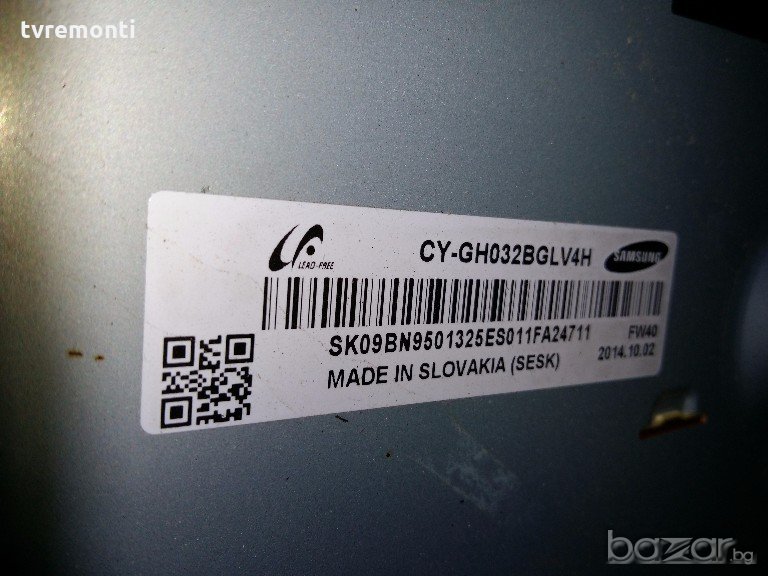 tvremonti
LEAD-FREE
CY-GH032BGLV4H
SAMSUNG
SK09BN9501325ES011FA24711
FW40
MADE IN SLOVAKIA (SESK)
2014.10.02
bazar.bg